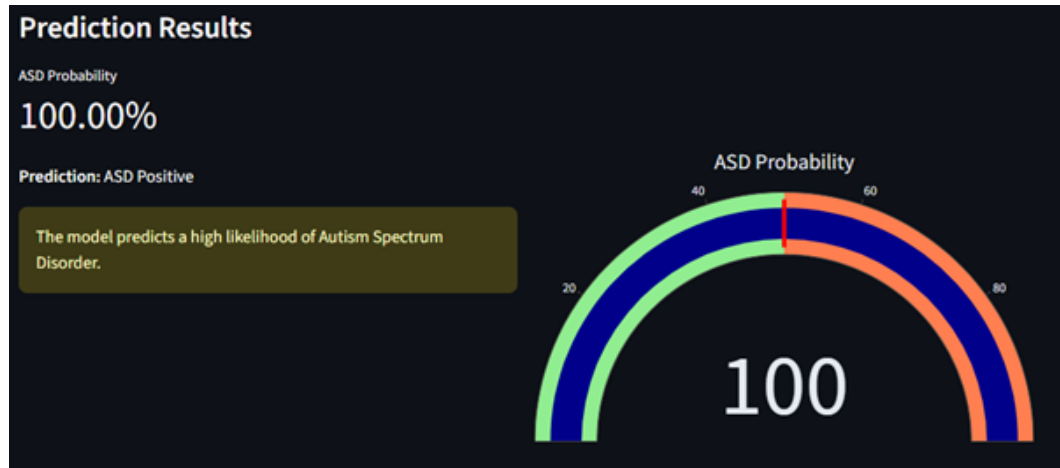 Prediction Results
ASD Probability
100.00%
Prediction: ASD Positive
The model predicts a high likelihood of Autism Spectrum
Disorder.
ASD Probability
40
60
20
80
100